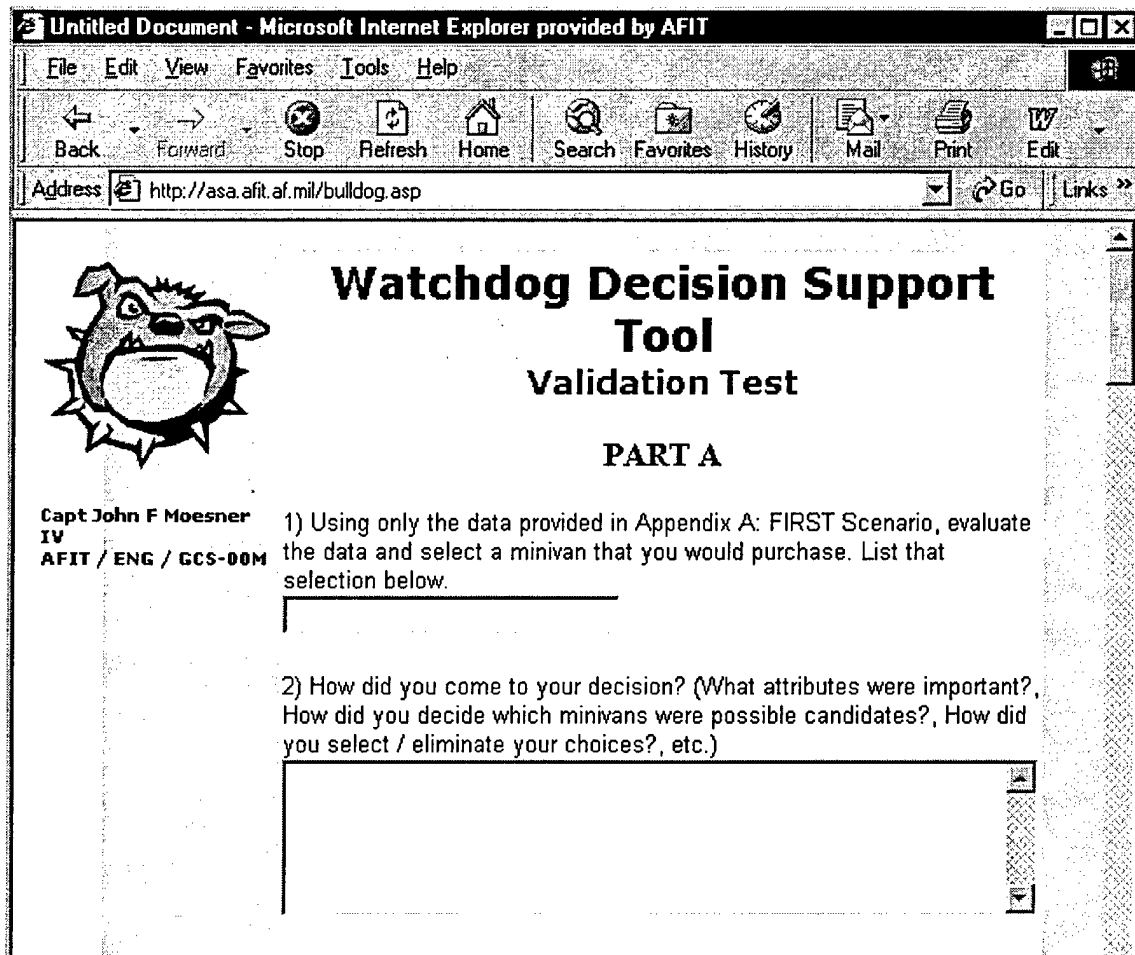 Untitled Document - Microsoft Internet Explorer provided by AFIT
File Edit View Favorites Tools Help
Back Forward Stop Refresh Home Search Favorites History Mail Print Edit
Address http://asa.afit.af.mil/bulldog.asp Go Links »
Watchdog Decision Support
Tool
Validation Test
PART A
Capt John F Moesner
IV
AFIT / ENG / GCS-00M
1) Using only the data provided in Appendix A: FIRST Scenario, evaluate
the data and select a minivan that you would purchase. List that
selection below.
2) How did you come to your decision? (What attributes were important?,
How did you decide which minivans were possible candidates?, How did
you select / eliminate your choices?, etc.)